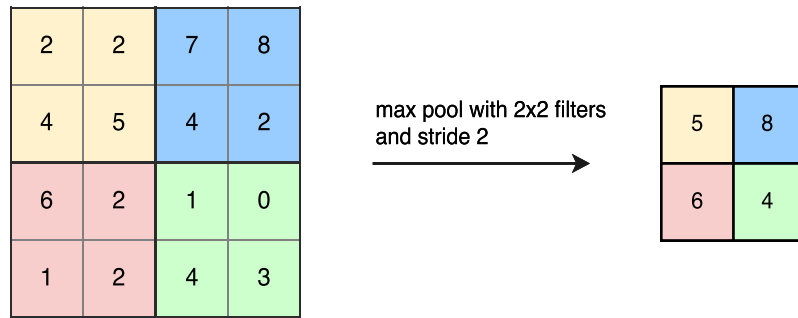 2 2 7 8
4 5 4 2
6 2 1 0
1 2 4 3
max pool with 2x2 filters
and stride 2
5 8
6 4